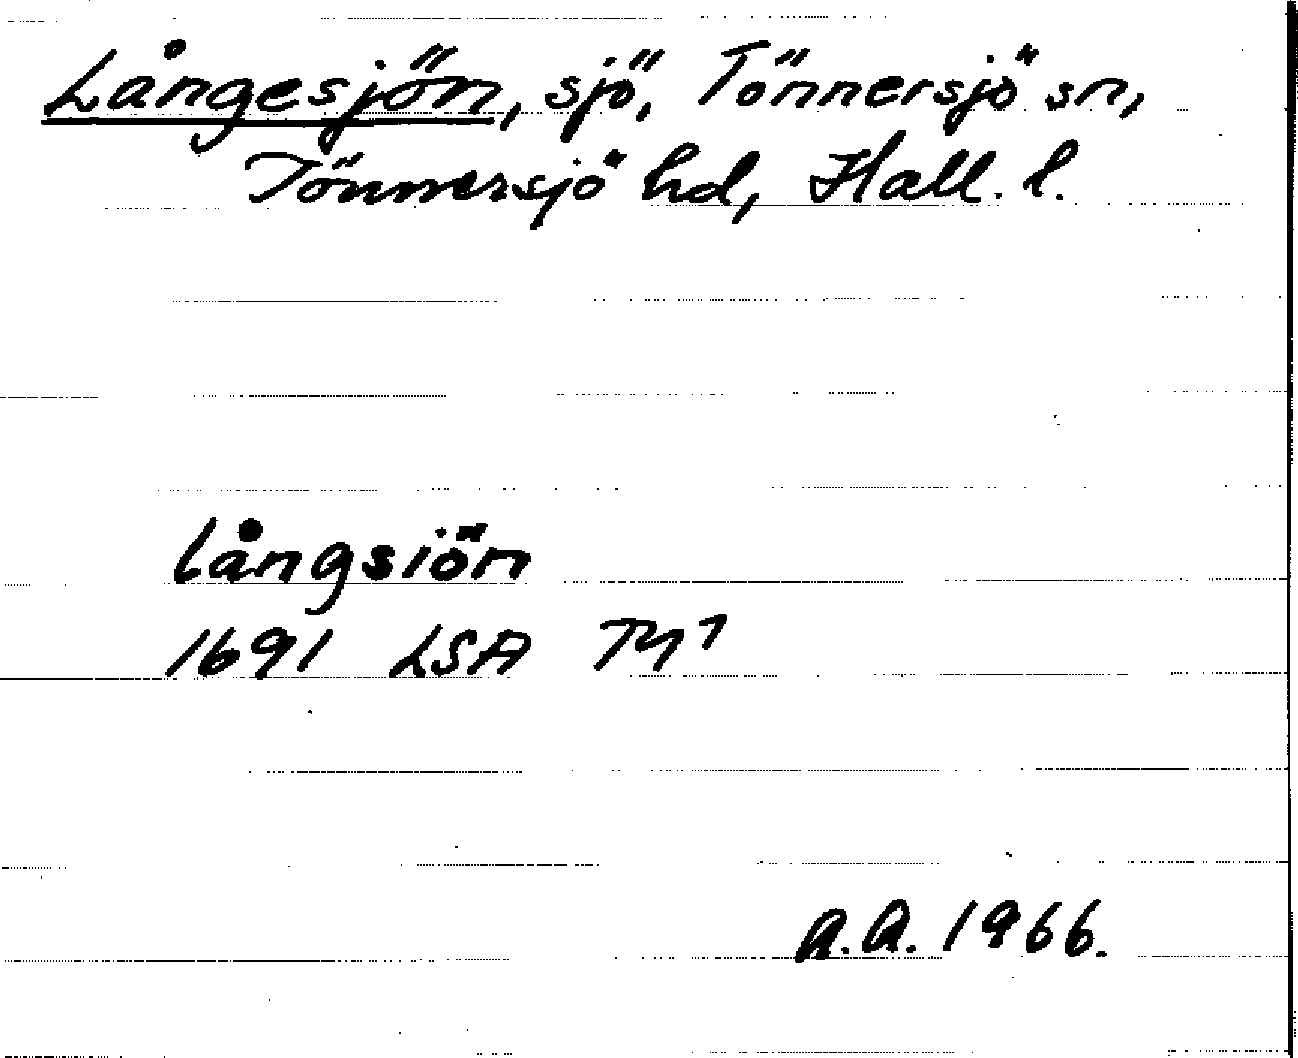 Långesjön, sjö, Tönnersjö sn,
Tönnersjö hd, Hall. l.
Långsiön
1691 LSA
a.a. 1966.